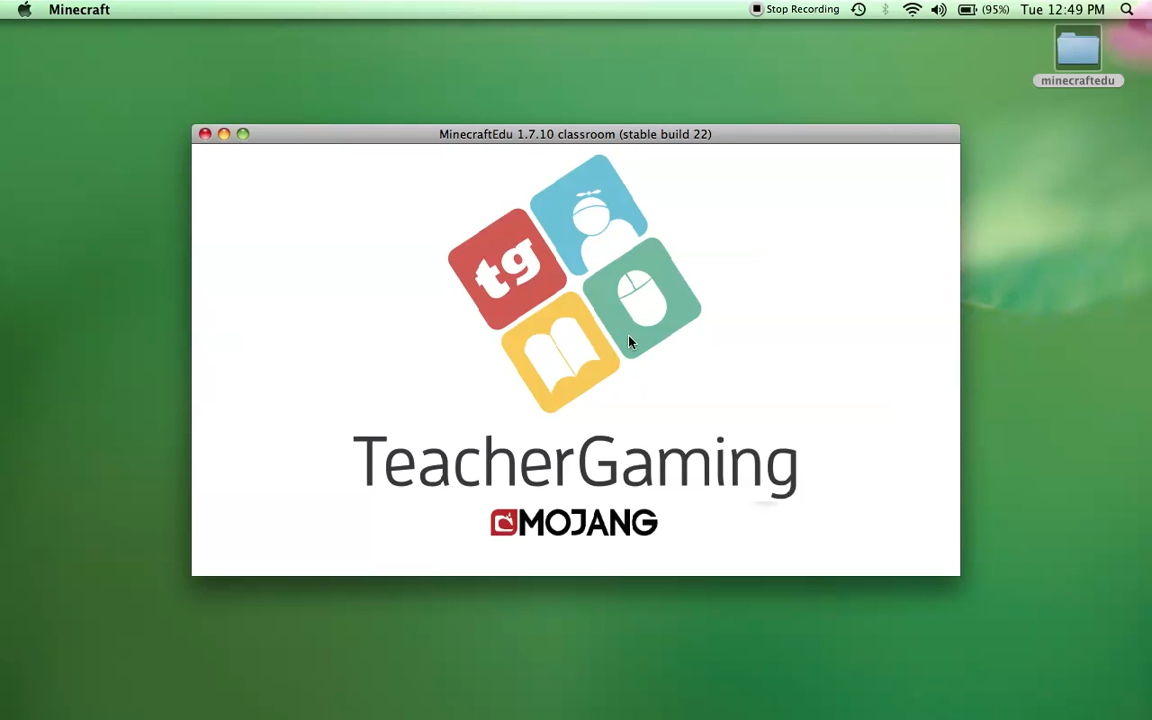 Minecraft
Stop Recording (95%) Tue 12:49 PM
minecraftedu
MinecraftEdu 1.7.10 classroom (stable build 22)
tg
TeacherGaming
MOJANG